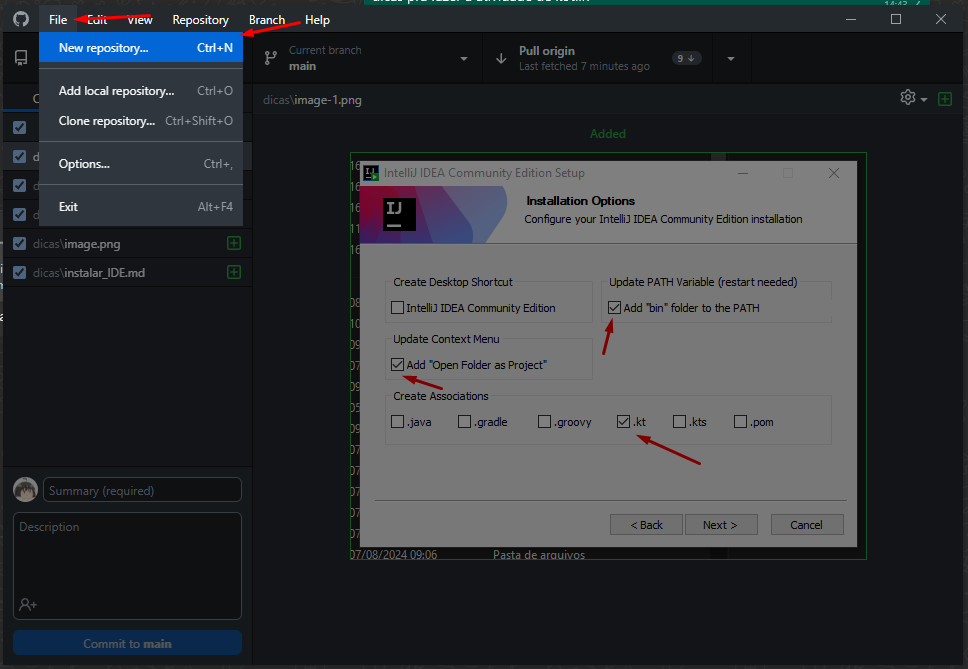 14:43
File Edit View Repository Branch Help
New repository... Ctrl+N
Add local repository... Ctrl+O
Clone repository... Ctrl+Shift+O
Options... Ctrl+,
Exit Alt+F4
Current branch
main
Pull origin
Last fetched 7 minutes ago
9
dicas\image-1.png
dicas\image.png
dicas\instalar_IDE.md
Summary (required)
Description
Commit to main
Added
IntelliJ IDEA Community Edition Setup
IJ
Installation Options
Configure your IntelliJ IDEA Community Edition installation
Create Desktop Shortcut
IntelliJ IDEA Community Edition
Update PATH Variable (restart needed)
Add "bin" folder to the PATH
Update Context Menu
Add "Open Folder as Project"
Create Associations
.java .gradle .groovy .kt .kts .pom
< Back Next > Cancel
07/08/2024 09:06 Pasta de arquivos